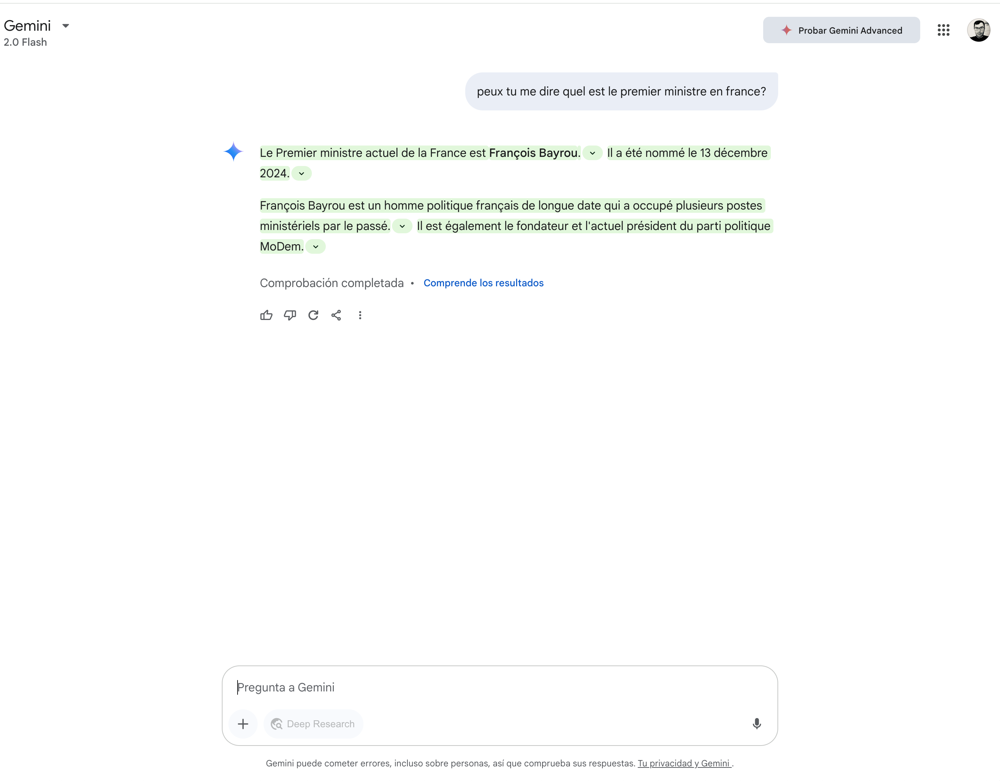 Gemini
2.0 Flash
Probar Gemini Advanced
peux tu me dire quel est le premier ministre en france?
Le Premier ministre actuel de la France est François Bayrou. Il a été nommé le 13 décembre
2024.
François Bayrou est un homme politique français de longue date qui a occupé plusieurs postes
ministériels par le passé. Il est également le fondateur et l'actuel président du parti politique
MoDem.
Comprobación completada • Comprende los resultados
Pregunta a Gemini
Deep Research
Gemini puede cometer errores, incluso sobre personas, así que comprueba sus respuestas. Tu privacidad y Gemini .